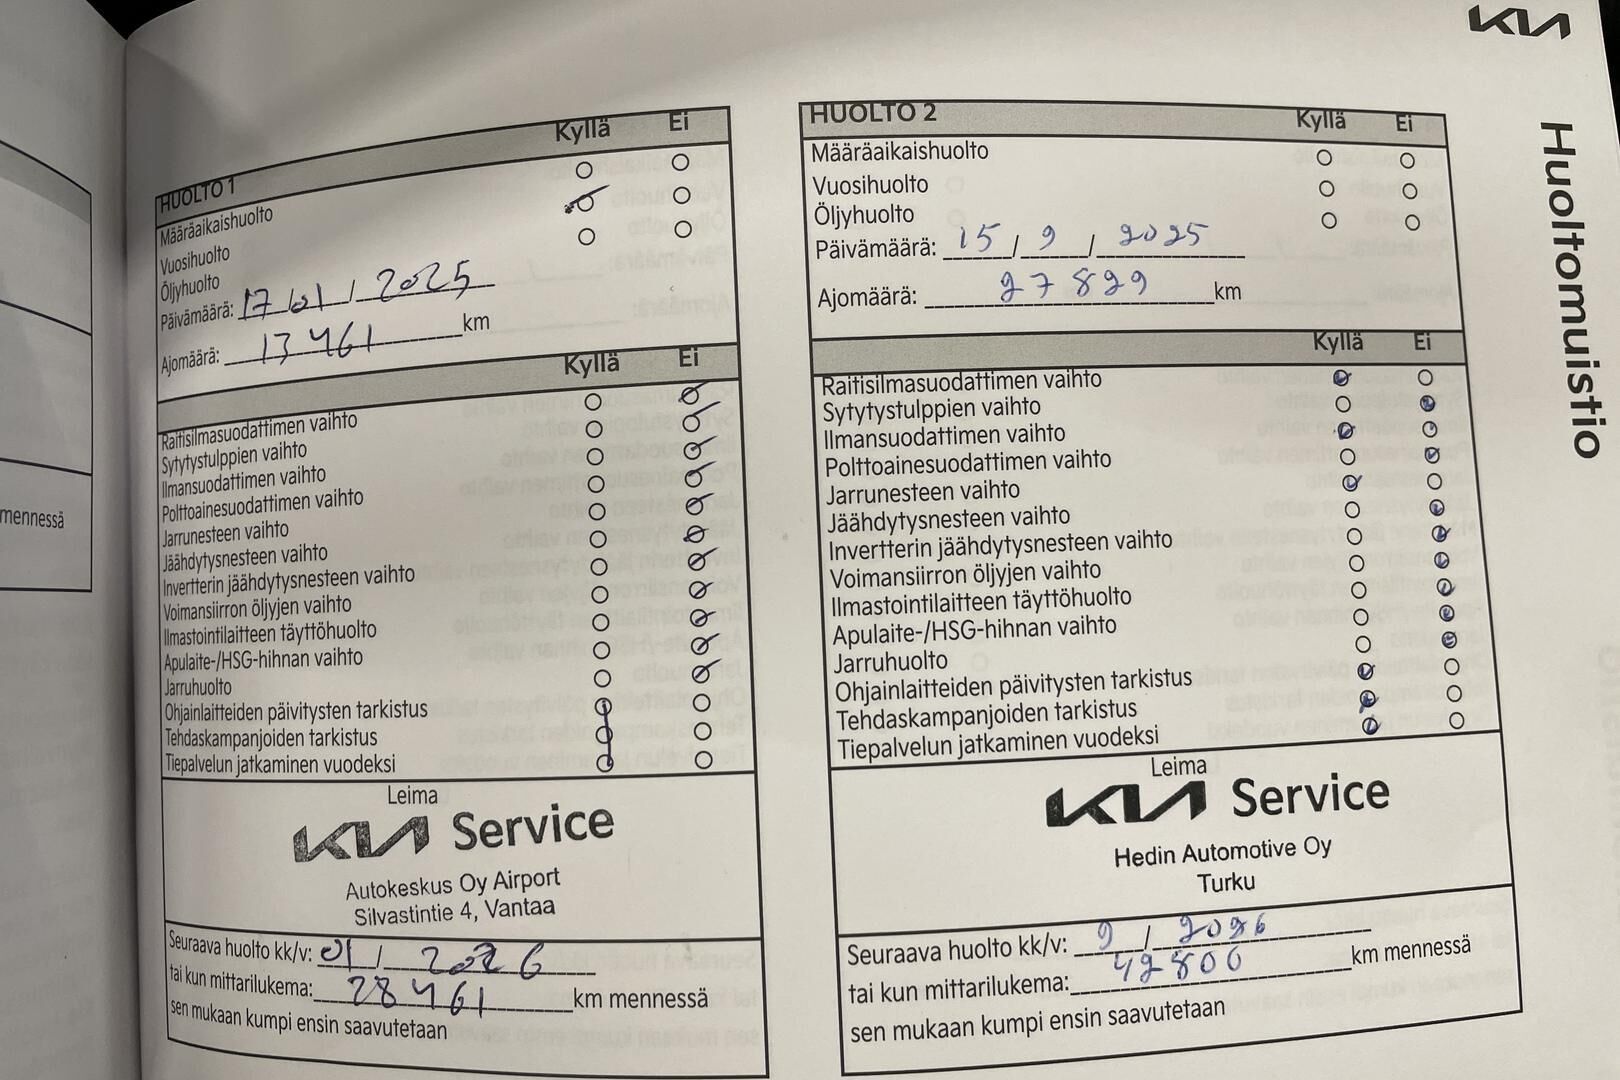 KIA
Huoltomuistio
mennessä
HUOLTO 1 Kyllä Ei
Määräaikaishuolto
Vuosihuolto
Öljyhuolto
Päivämäärä: 17/01/2025
Ajomäärä: 13461 km
Kyllä Ei
Raitisilmasuodattimen vaihto
Sytytystulppien vaihto
Ilmansuodattimen vaihto
Polttoainesuodattimen vaihto
Jarrunesteen vaihto
Jäähdytysnesteen vaihto
Invertterin jäähdytysnesteen vaihto
Voimansiirron öljyjen vaihto
Ilmastointilaitteen täyttöhuolto
Apulaite-/HSG-hihnan vaihto
Jarruhuolto
Ohjainlaitteiden päivitysten tarkistus
Tehdaskampanjoiden tarkistus
Tiepalvelun jatkaminen vuodeksi
Leima
KIA Service
Autokeskus Oy Airport
Silvastintie 4, Vantaa
Seuraava huolto kk/v: 01/2026
tai kun mittarilukema: 28461 km mennessä
sen mukaan kumpi ensin saavutetaan
HUOLTO 2 Kyllä Ei
Määräaikaishuolto
Vuosihuolto
Öljyhuolto
Päivämäärä: 15/9/2025
Ajomäärä: 27829 km
Kyllä Ei
Raitisilmasuodattimen vaihto
Sytytystulppien vaihto
Ilmansuodattimen vaihto
Polttoainesuodattimen vaihto
Jarrunesteen vaihto
Jäähdytysnesteen vaihto
Invertterin jäähdytysnesteen vaihto
Voimansiirron öljyjen vaihto
Ilmastointilaitteen täyttöhuolto
Apulaite-/HSG-hihnan vaihto
Jarruhuolto
Ohjainlaitteiden päivitysten tarkistus
Tehdaskampanjoiden tarkistus
Tiepalvelun jatkaminen vuodeksi
Leima
KIA Service
Hedin Automotive Oy
Turku
Seuraava huolto kk/v: 9/2026
tai kun mittarilukema: 42800 km mennessä
sen mukaan kumpi ensin saavutetaan